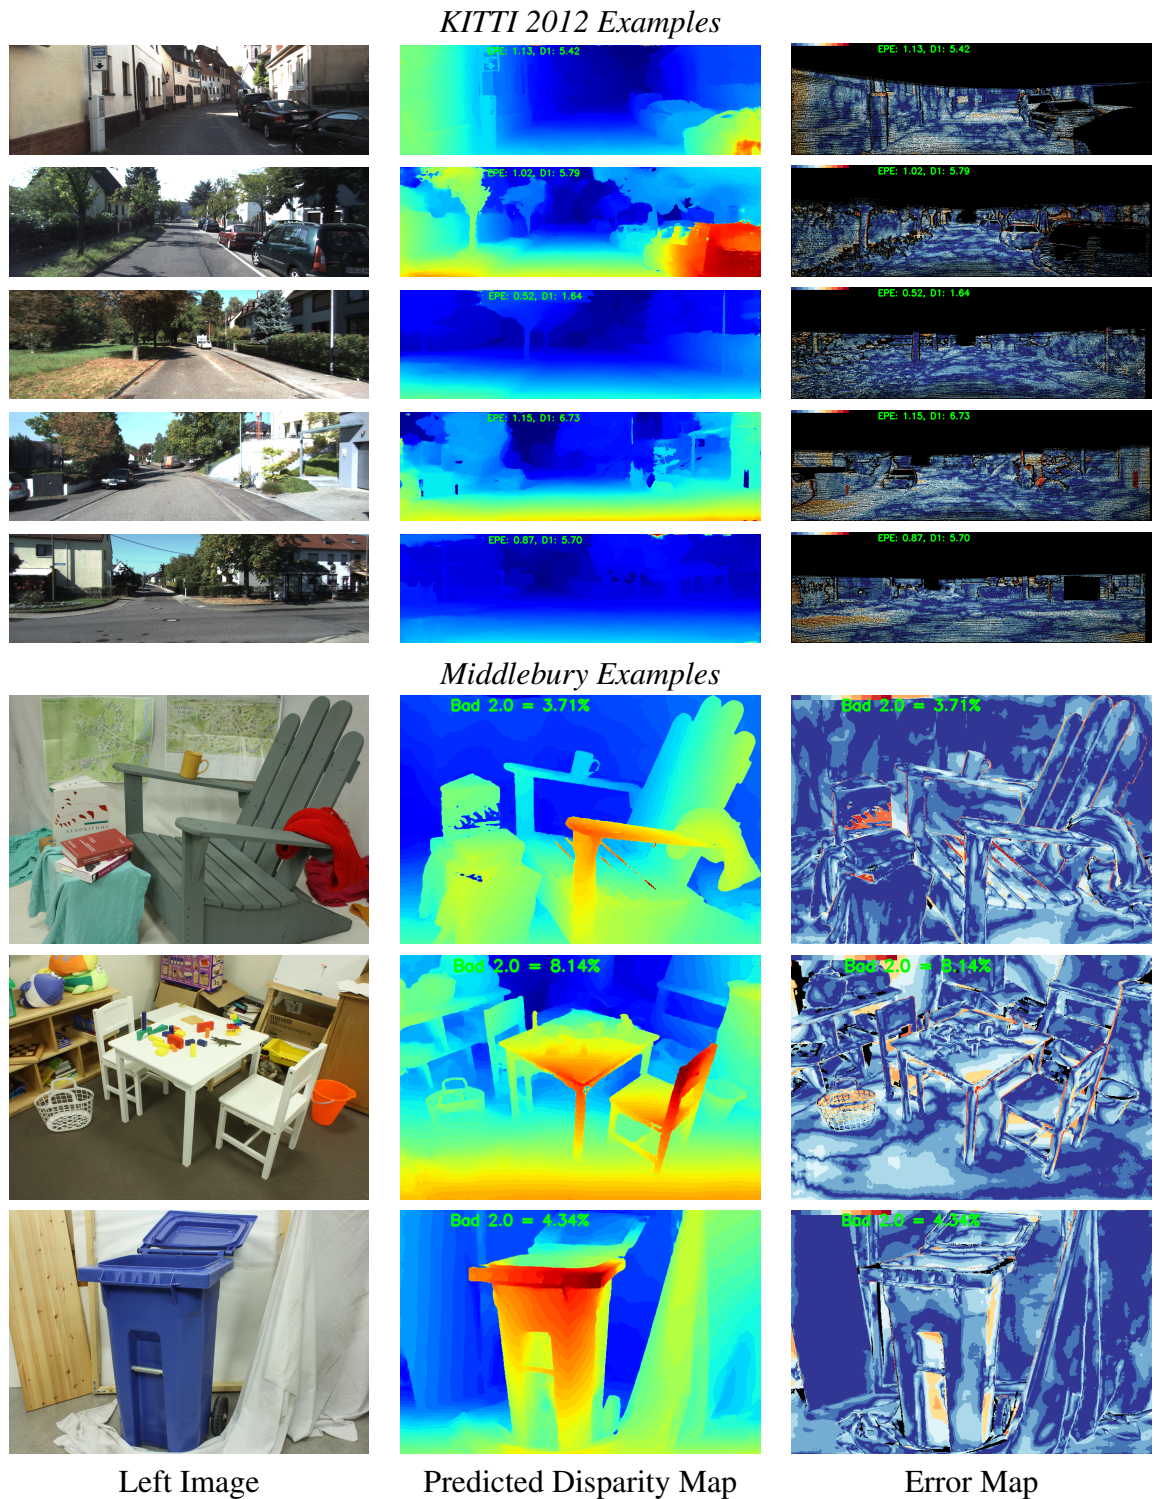 KITTI 2012 Examples
EPE: 1.13, D1: 5.42
EPE: 1.13, D1: 5.42
EPE: 1.02, D1: 5.79
EPE: 1.02, D1: 5.79
EPE: 0.52, D1: 1.64
EPE: 0.52, D1: 1.64
EPE: 1.15, D1: 6.73
EPE: 1.15, D1: 6.73
EPE: 0.87, D1: 5.70
EPE: 0.87, D1: 5.70
Middlebury Examples
Bad 2.0 = 3.71%
Bad 2.0 = 3.71%
ALGORITHMS
Bad 2.0 = 8.14%
Bad 2.0 = 8.14%
Bad 2.0 = 4.34%
Bad 2.0 = 4.34%
Left Image
Predicted Disparity Map
Error Map